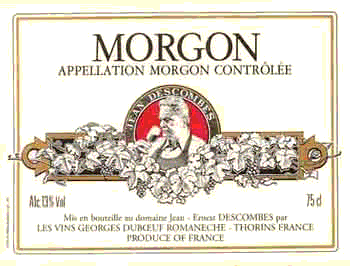 MORGON
APPELLATION MORGON CONTRÔLÉE
JEAN DESCOMBES
Alc.13% Vol
75 cl
Mis en bouteille au domaine Jean - Ernest DESCOMBES par
LES VINS GEORGES DUBŒUF ROMANECHE - THORINS FRANCE
PRODUCE OF FRANCE